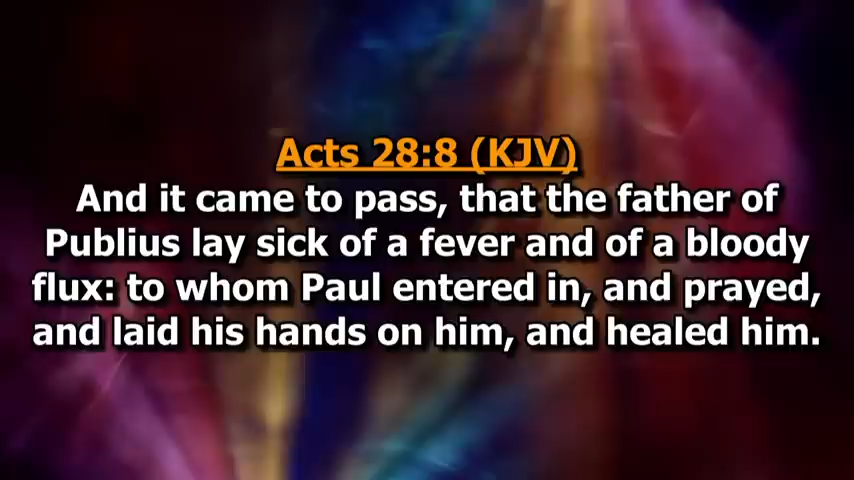 Acts 28:8 (KJV)
And it came to pass, that the father of
Publius lay sick of a fever and of a bloody
flux: to whom Paul entered in, and prayed,
and laid his hands on him, and healed him.